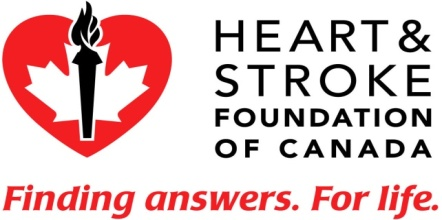 HEART &
STROKE
FOUNDATION
OF CANADA
Finding answers. For life.